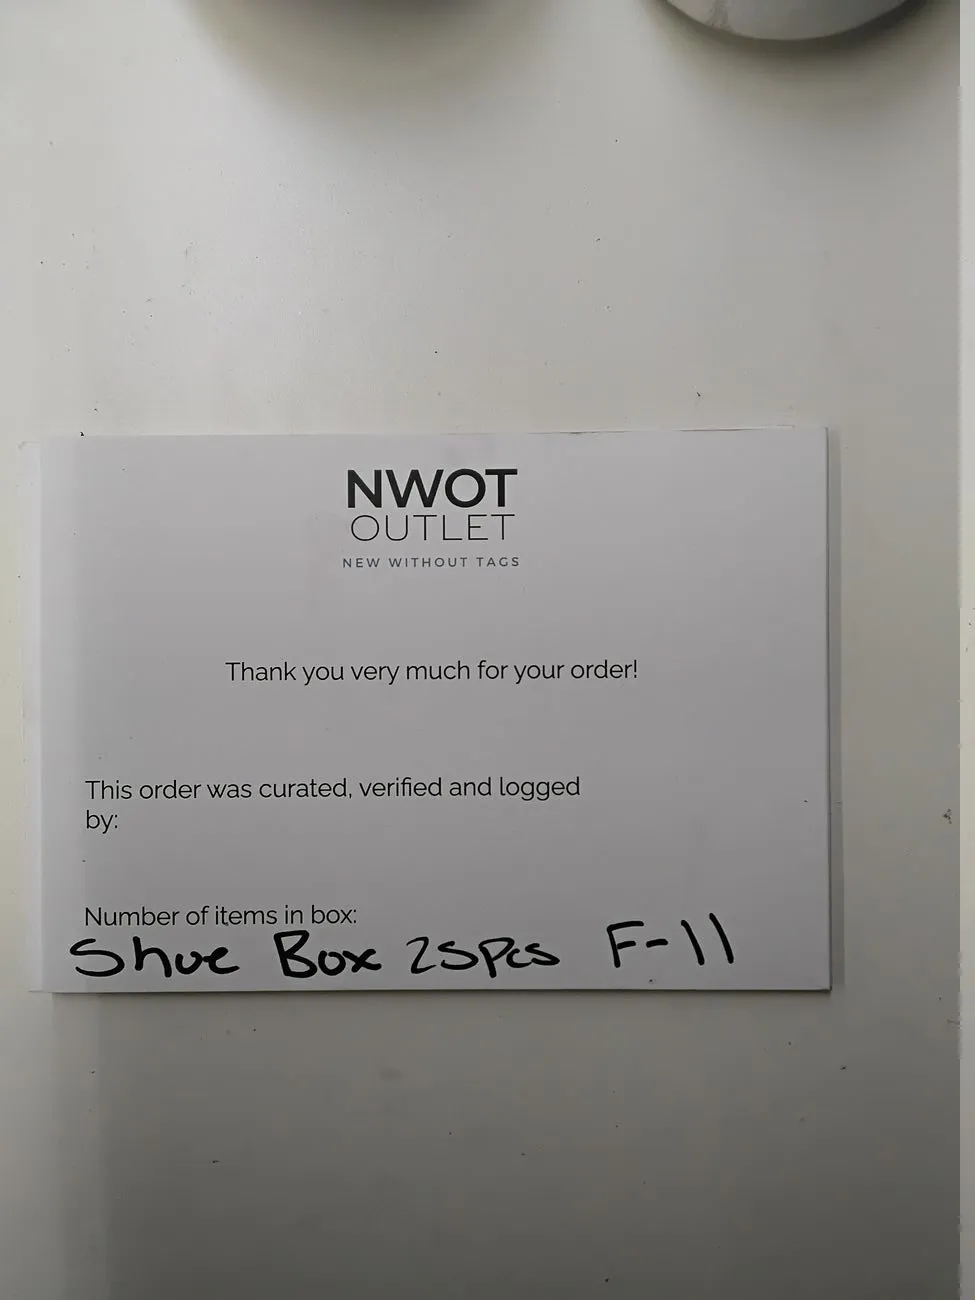 NWOT
OUTLET
NEW WITHOUT TAGS
Thank you very much for your order!
This order was curated, verified and logged
by:
Number of items in box:
Shoe Box 25pcs F-11